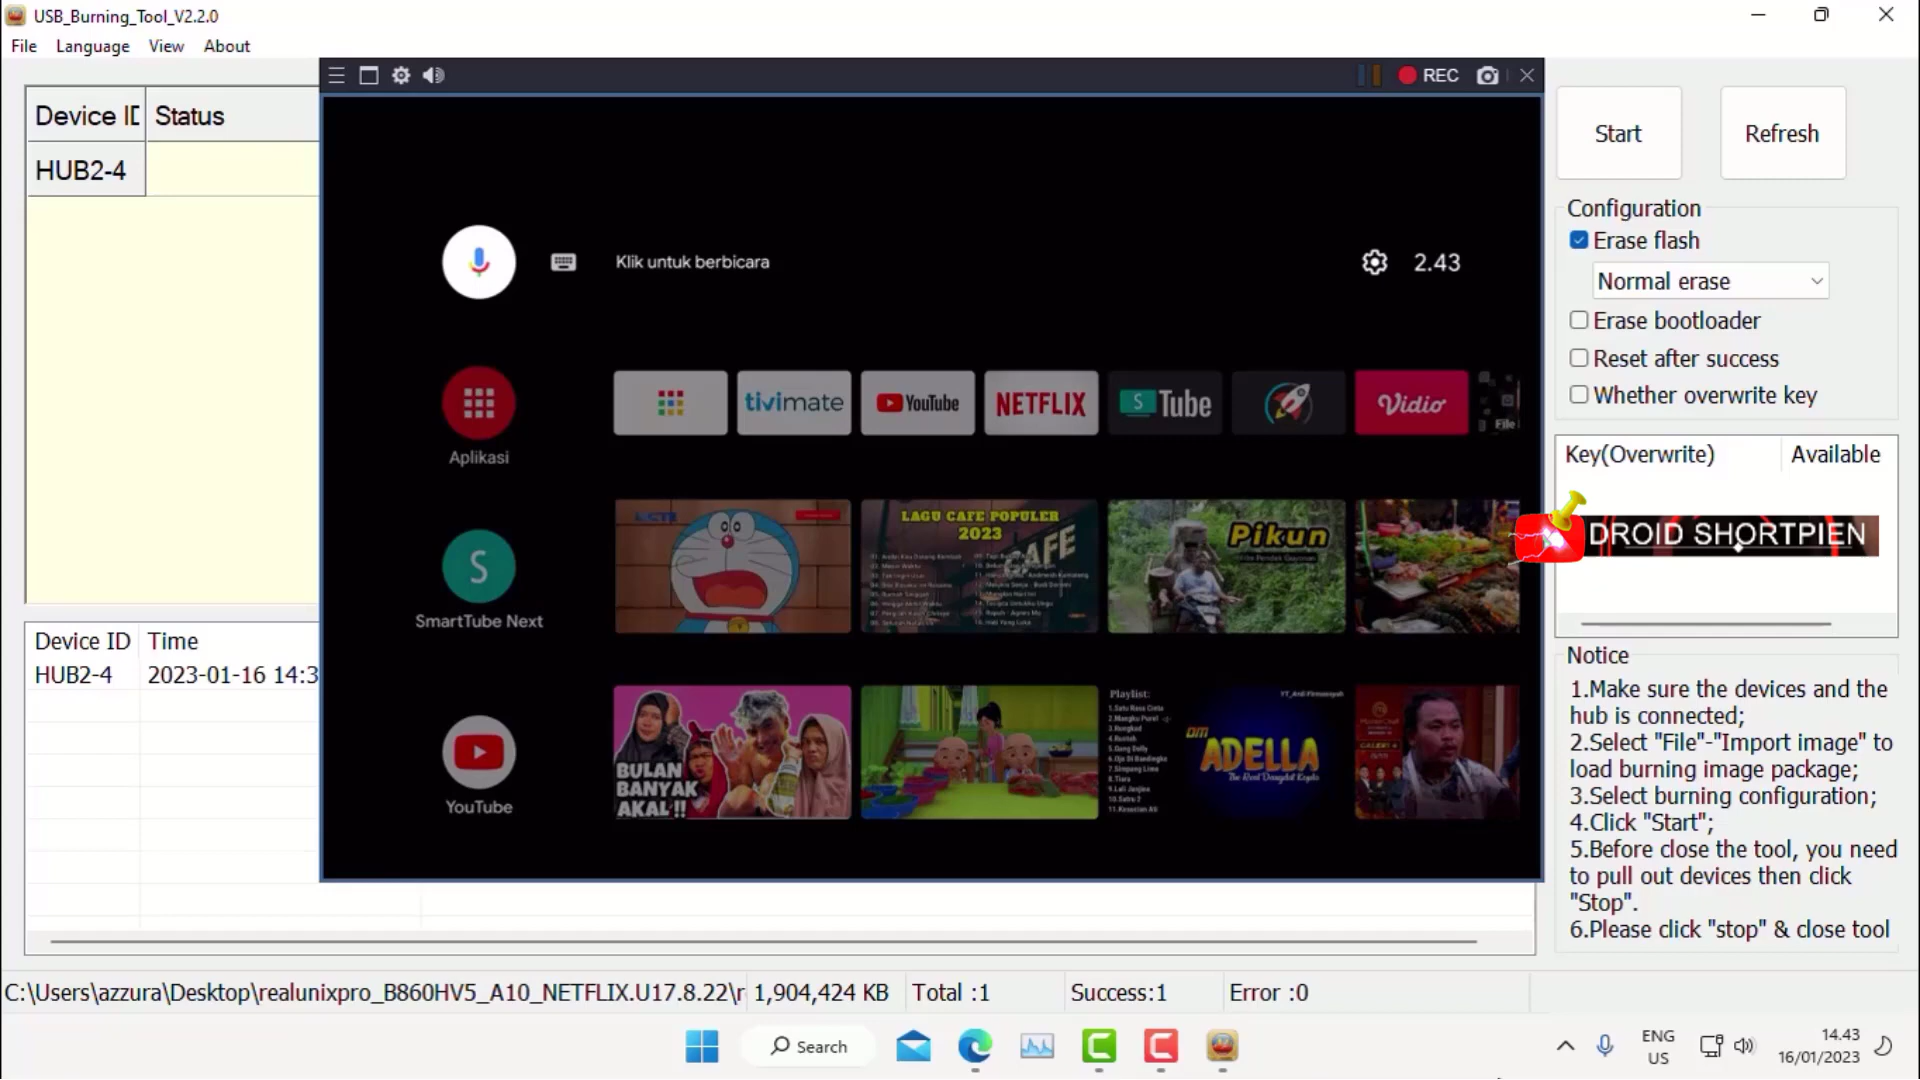 USB_Burning_Tool_V2.2.0
File Language View About
REC
Device ID Status
HUB2-4
Start Refresh
Configuration
Erase flash
Normal erase
Erase bootloader
Reset after success
Whether overwrite key
Key(Overwrite) Available
DROID SHORTPIEN
Klik untuk berbicara
2.43
tivimate YouTube NETFLIX S Tube Vidio File
Aplikasi
LAGU CAFE POPULER
2023
CAFE
Pikun
S
SmartTube Next
BULAN
BANYAK
AKAL!!
Playlist:
1.Satu Rasa Cinta
OM
ADELLA
YouTube
Device ID Time
HUB2-4 2023-01-16 14:3
Notice
1.Make sure the devices and the
hub is connected;
2.Select "File"-"Import image" to
load burning image package;
3.Select burning configuration;
4.Click "Start";
5.Before close the tool, you need
to pull out devices then click
"Stop".
6.Please click "stop" & close tool
C:\Users\azzura\Desktop\realunixpro_B860HV5_A10_NETFLIX.U17.8.22\r 1,904,424 KB Total :1 Success:1 Error :0
Search
ENG
US
14.43
16/01/2023